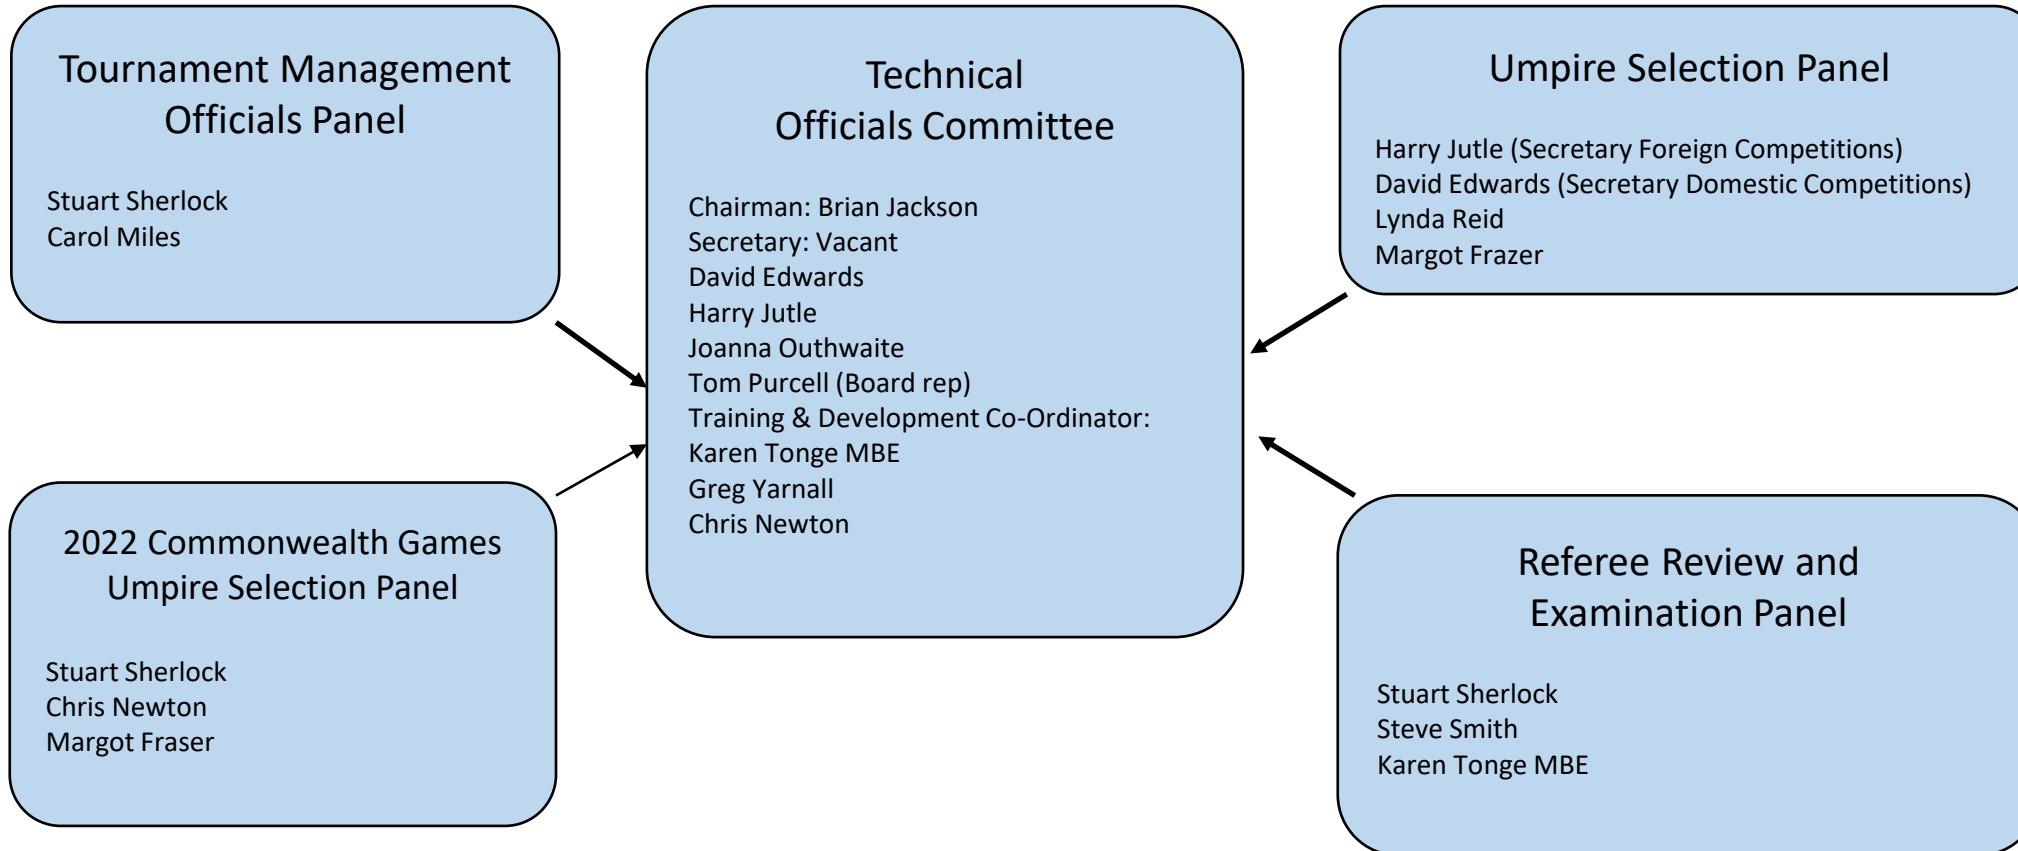 Tournament Management
Officials Panel
Stuart Sherlock
Carol Miles
Technical
Officials Committee
Chairman: Brian Jackson
Secretary: Vacant
David Edwards
Harry Jutle
Joanna Outhwaite
Tom Purcell (Board rep)
Training & Development Co-Ordinator:
Karen Tonge MBE
Greg Yarnall
Chris Newton
Umpire Selection Panel
Harry Jutle (Secretary Foreign Competitions)
David Edwards (Secretary Domestic Competitions)
Lynda Reid
Margot Frazer
2022 Commonwealth Games
Umpire Selection Panel
Stuart Sherlock
Chris Newton
Margot Fraser
Referee Review and
Examination Panel
Stuart Sherlock
Steve Smith
Karen Tonge MBE